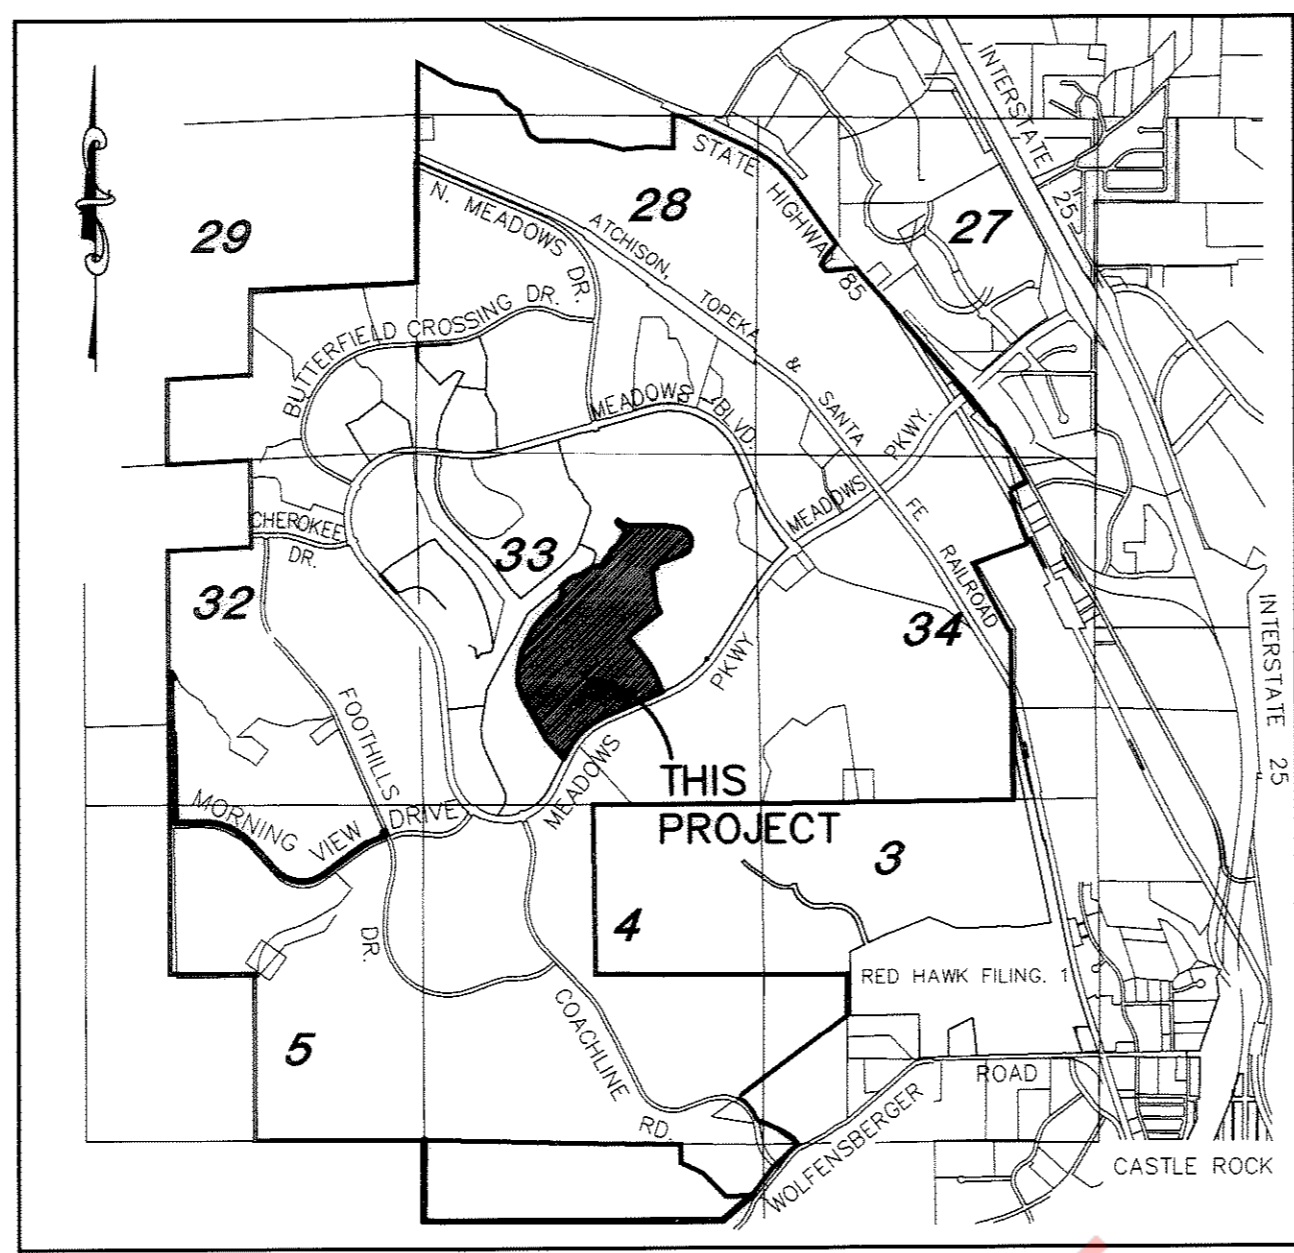 INTERSTATE 25
STATE HIGHWAY 85
28
27
29
N. MEADOWS DR.
ATCHISON, TOPEKA & SANTA FE RAILROAD
BUTTERFIELD CROSSING DR.
MEADOWS BLVD.
MEADOWS PKWY.
CHEROKEE
DR.
33
32
34
INTERSTATE 25
MEADOWS PKWY
FOOTHILLS DR.
THIS
PROJECT
MORNING VIEW DRIVE
3
4
RED HAWK FILING. 1
5
COACHLINE RD.
WOLFENSBERGER ROAD
CASTLE ROCK